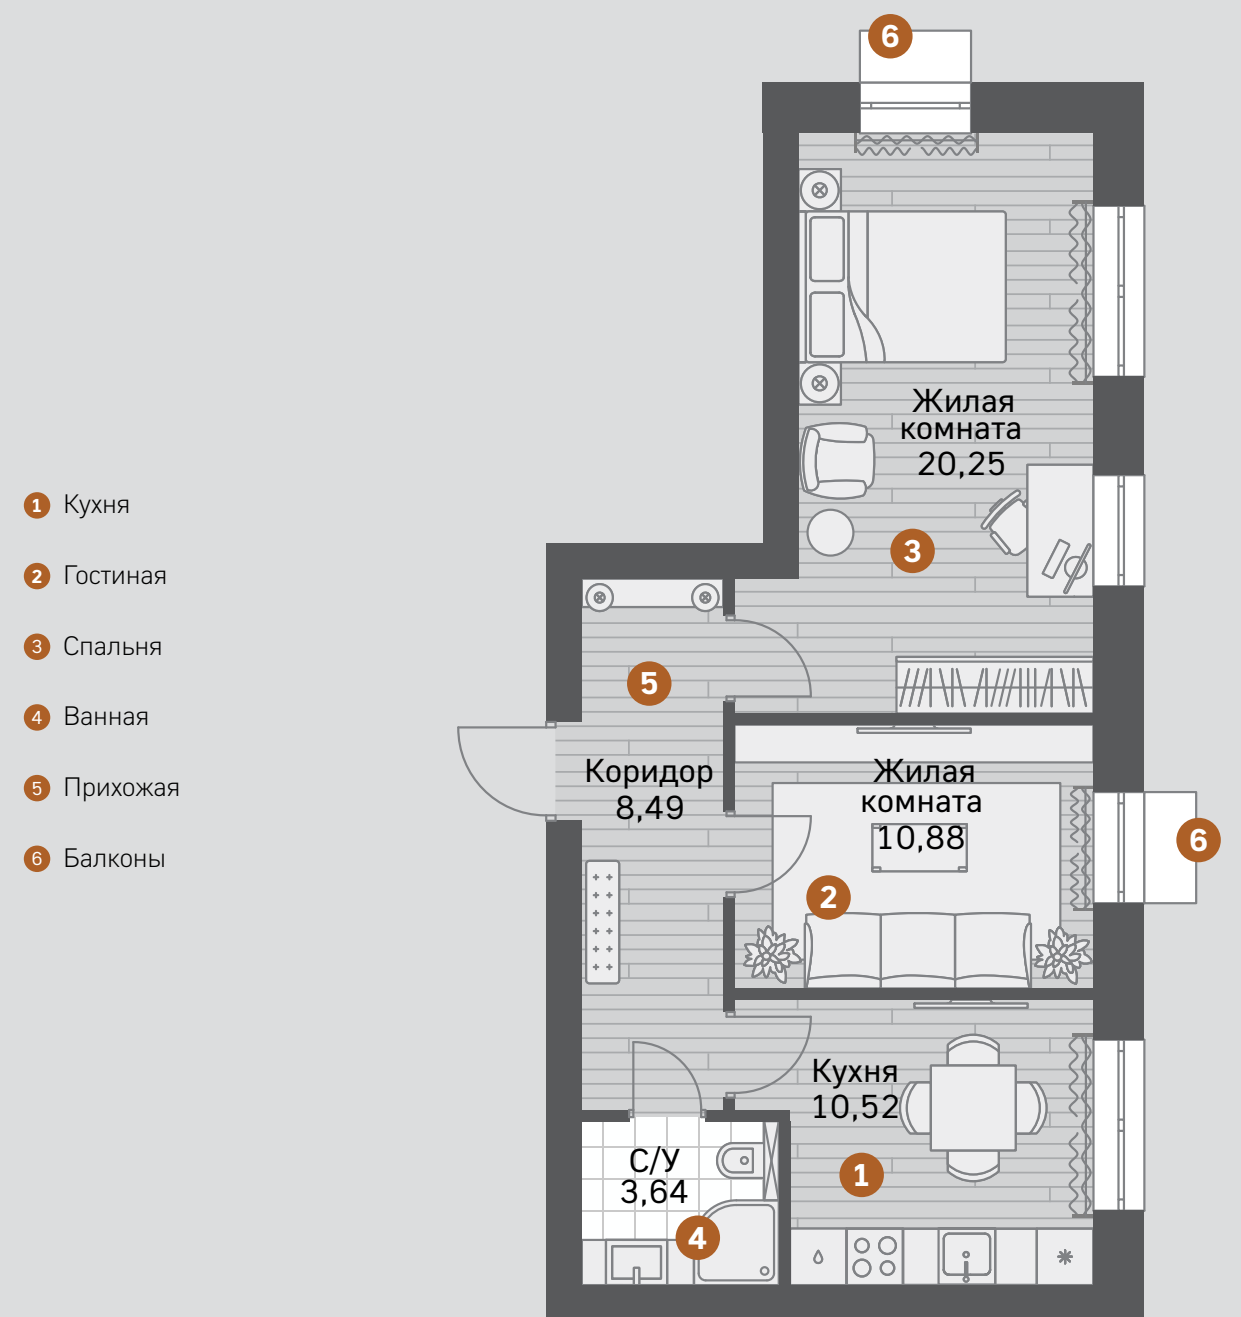 1 Кухня
2 Гостиная
3 Спальня
4 Ванная
5 Прихожая
6 Балконы
6
Жилая
комната
20,25
3
5
Коридор
8,49
Жилая
комната
10,88
6
2
Кухня
10,52
С/У
3,64
1
4